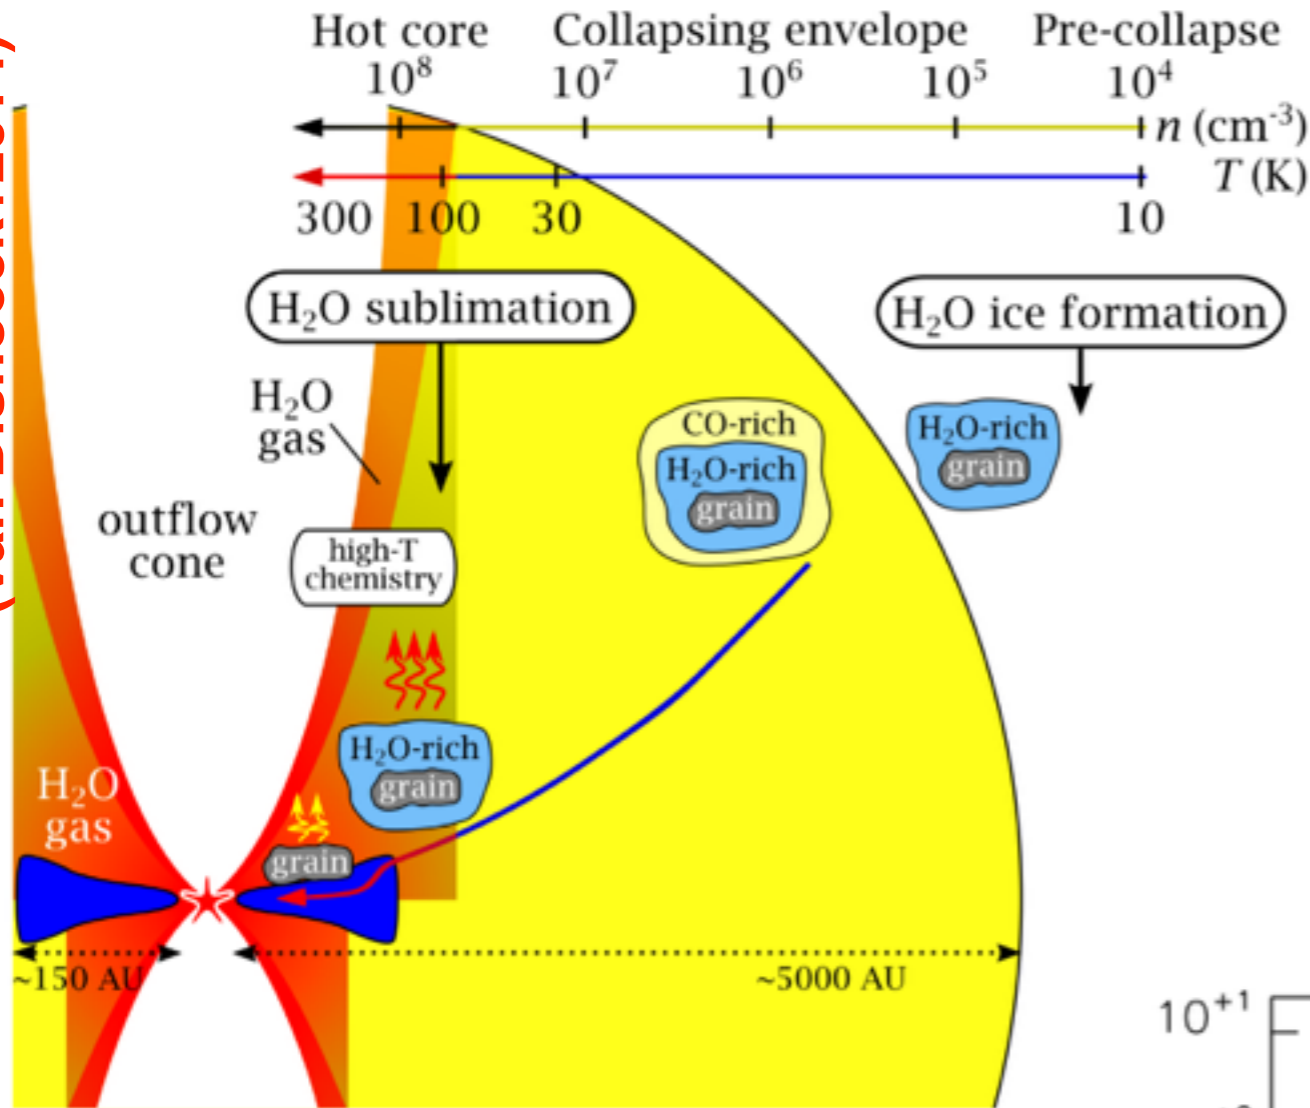 Hot core Collapsing envelope Pre-collapse
10⁸ 10⁷ 10⁶ 10⁵ 10⁴
n (cm⁻³)
T (K)
300 100 30 10
H₂O sublimation
H₂O ice formation
H₂O
gas
CO-rich
H₂O-rich
grain
H₂O-rich
grain
outflow
cone
high-T
chemistry
H₂O-rich
grain
H₂O
gas
grain
~150 AU
~5000 AU
10⁺¹